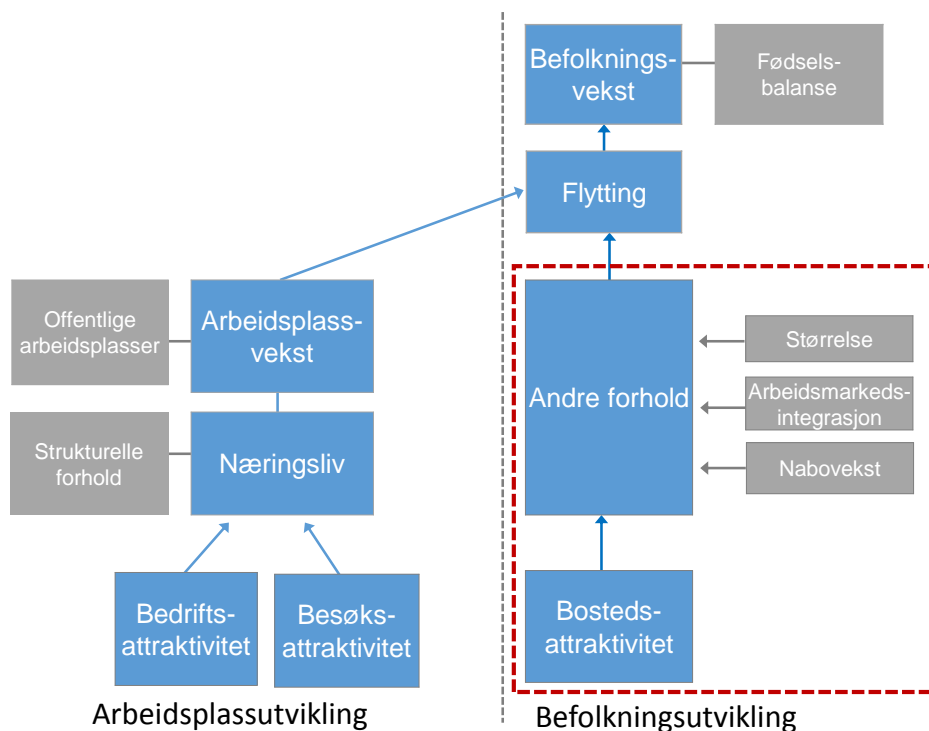 Befolknings-
vekst
Fødsels-
balanse
Flytting
Offentlige
arbeidsplasser
Arbeidsplass-
vekst
Størrelse
Andre forhold
Arbeidsmarkeds-
integrasjon
Strukturelle
forhold
Næringsliv
Nabovekst
Bedrifts-
attraktivitet
Besøks-
attraktivitet
Bosteds-
attraktivitet
Arbeidsplassutvikling
Befolkningsutvikling